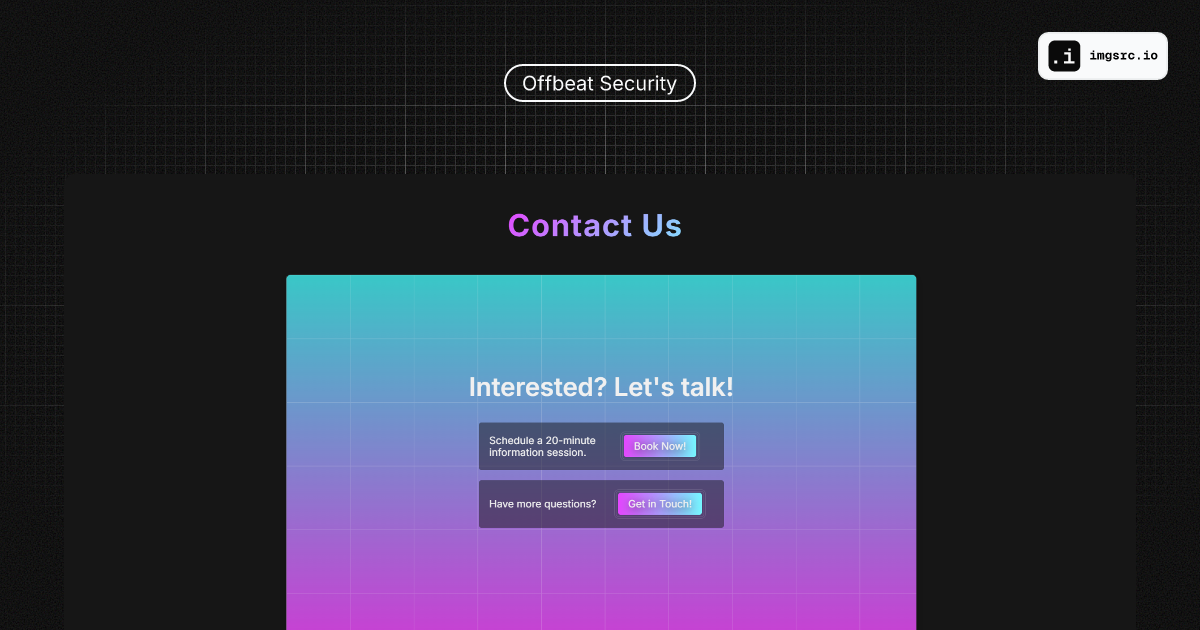 .i imgsrc.io
Offbeat Security
Contact Us
Interested? Let's talk!
Schedule a 20-minute
information session.
Book Now!
Have more questions?
Get in Touch!